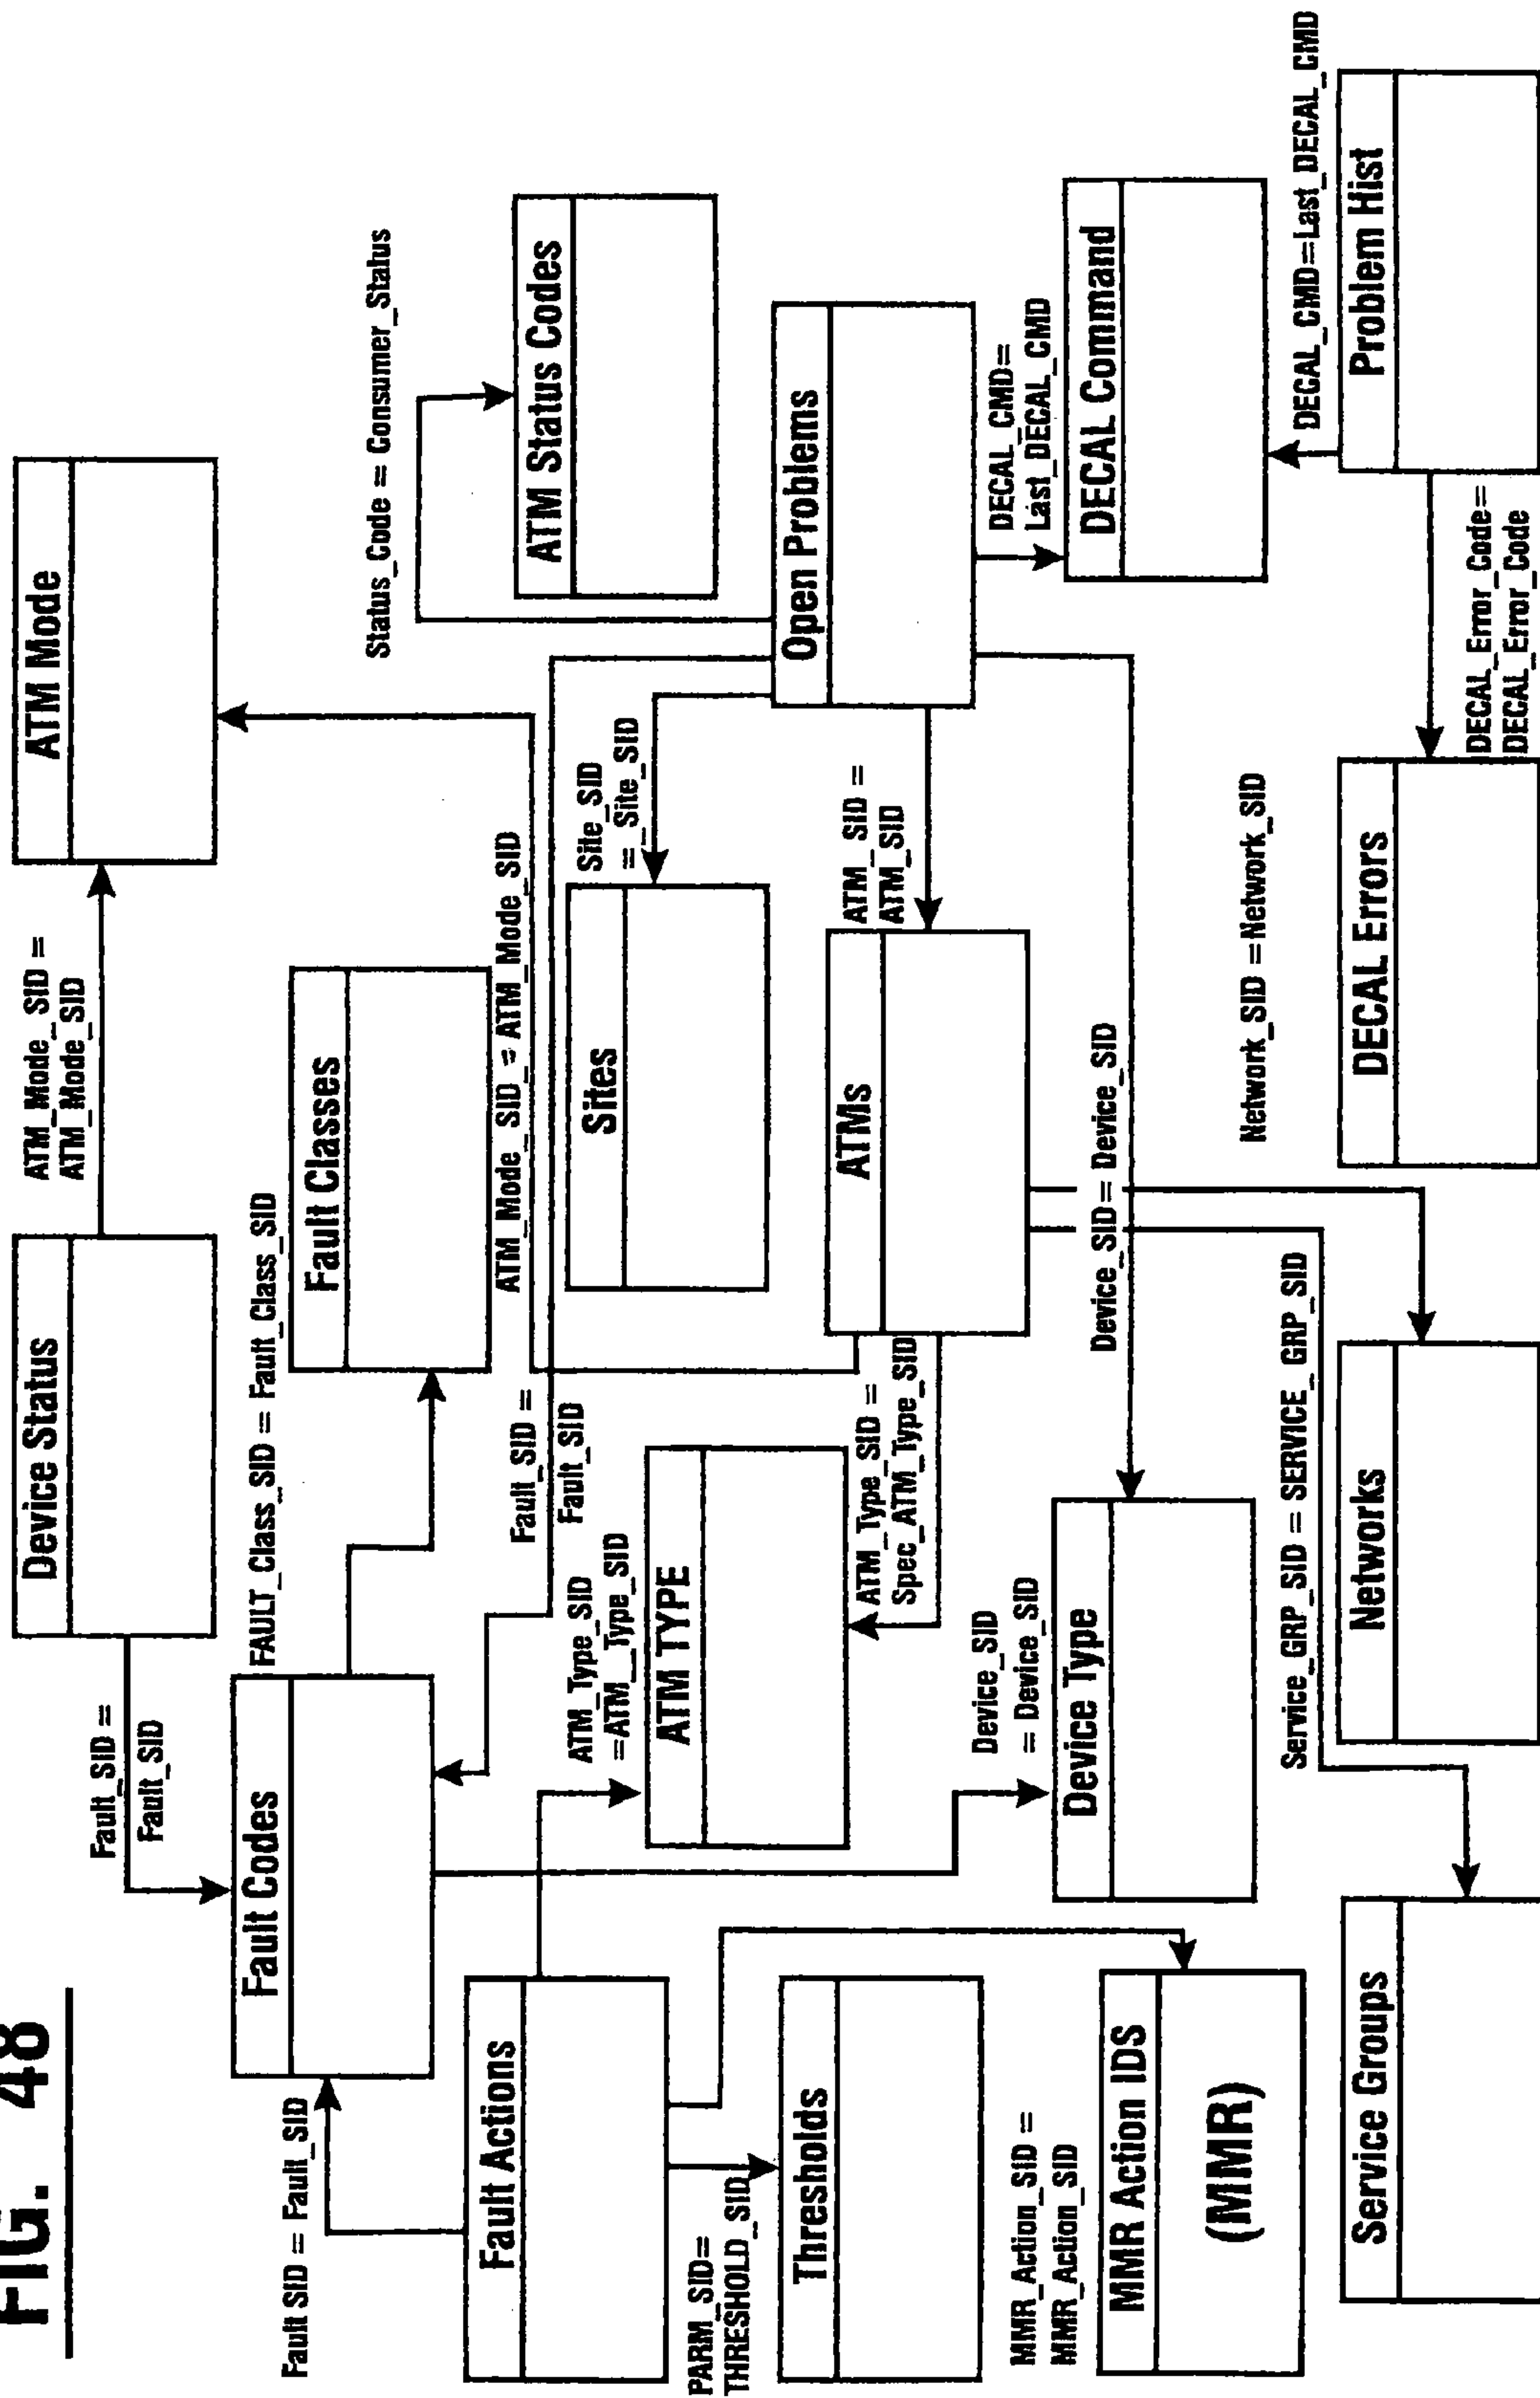 FIG. 48
Device Status
ATM_Mode_SID =
ATM_Mode_SID
ATM Mode
Fault_SID =
Fault_SID
Fault Codes
FAULT_Class_SID = Fault_Class_SID
Fault Classes
Status_Code = Consumer_Status
ATM Status Codes
Fault SID = Fault_SID
Fault Actions
ATM_Mode_SID = ATM_Mode_SID
Fault_SID =
Fault_SID
Site_SID
= Site_SID
Sites
ATM_Type_SID
=ATM_Type_SID
ATM TYPE
PARM_SID=
THRESHOLD_SID
Thresholds
Open Problems
ATM_SID =
ATM_SID
ATMs
ATM_Type_SID =
Spec_ATM_Type_SID
DECAL_CMD=
Last_DECAL_CMD
DECAL Command
Device_SID
= Device_SID
Device Type
Device_SID= Device_SID
MMR_Action_SID =
MMR_Action_SID
MMR Action IDS
(MMR)
Network_SID =Network_SID
Service_GRP_SID = SERVICE_GRP_SID
DECAL_CMD=Last_DECAL_CMD
Service Groups
Networks
DECAL Errors
Problem Hist
DECAL_Error_Code=
DECAL_Error_Code